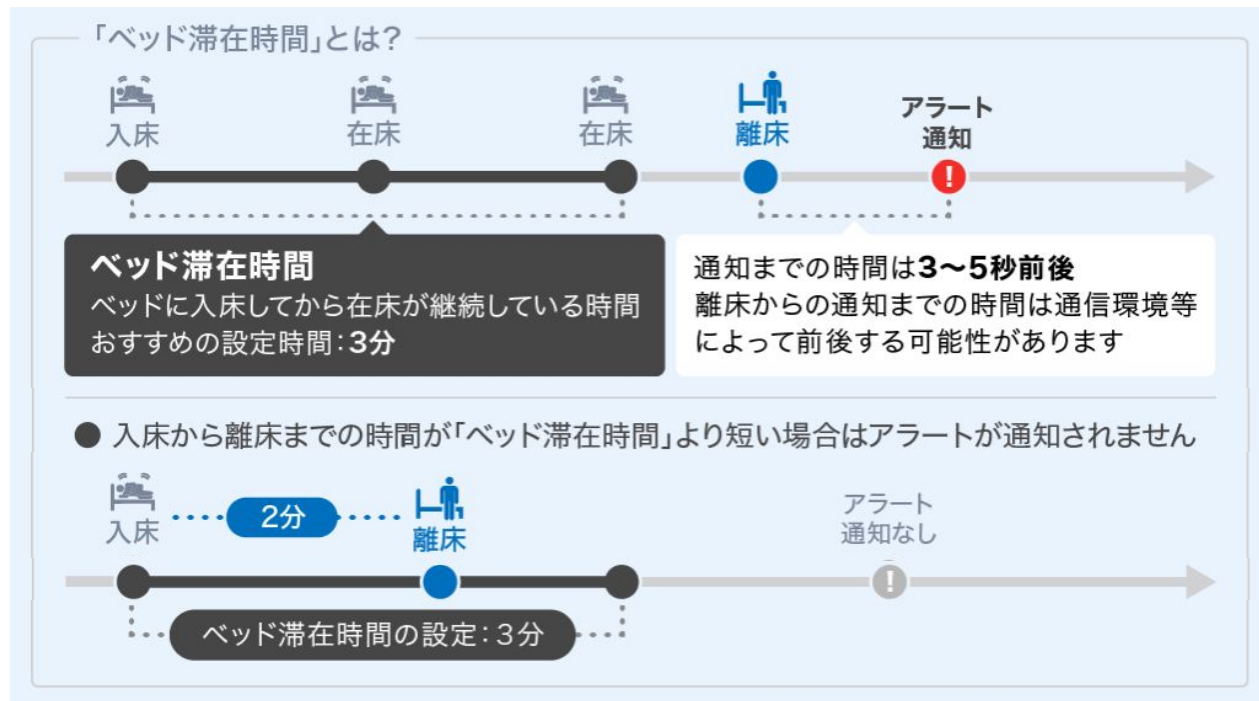 「ベッド滞在時間」とは?
入床
在床
在床
離床
アラート
通知
!
ベッド滞在時間
ベッドに入床してから在床が継続している時間
おすすめの設定時間:3分
通知までの時間は3〜5秒前後
離床からの通知までの時間は通信環境等
によって前後する可能性があります
● 入床から離床までの時間が「ベッド滞在時間」より短い場合はアラートが通知されません
入床
2分
離床
アラート
通知なし
!
ベッド滞在時間の設定:3分